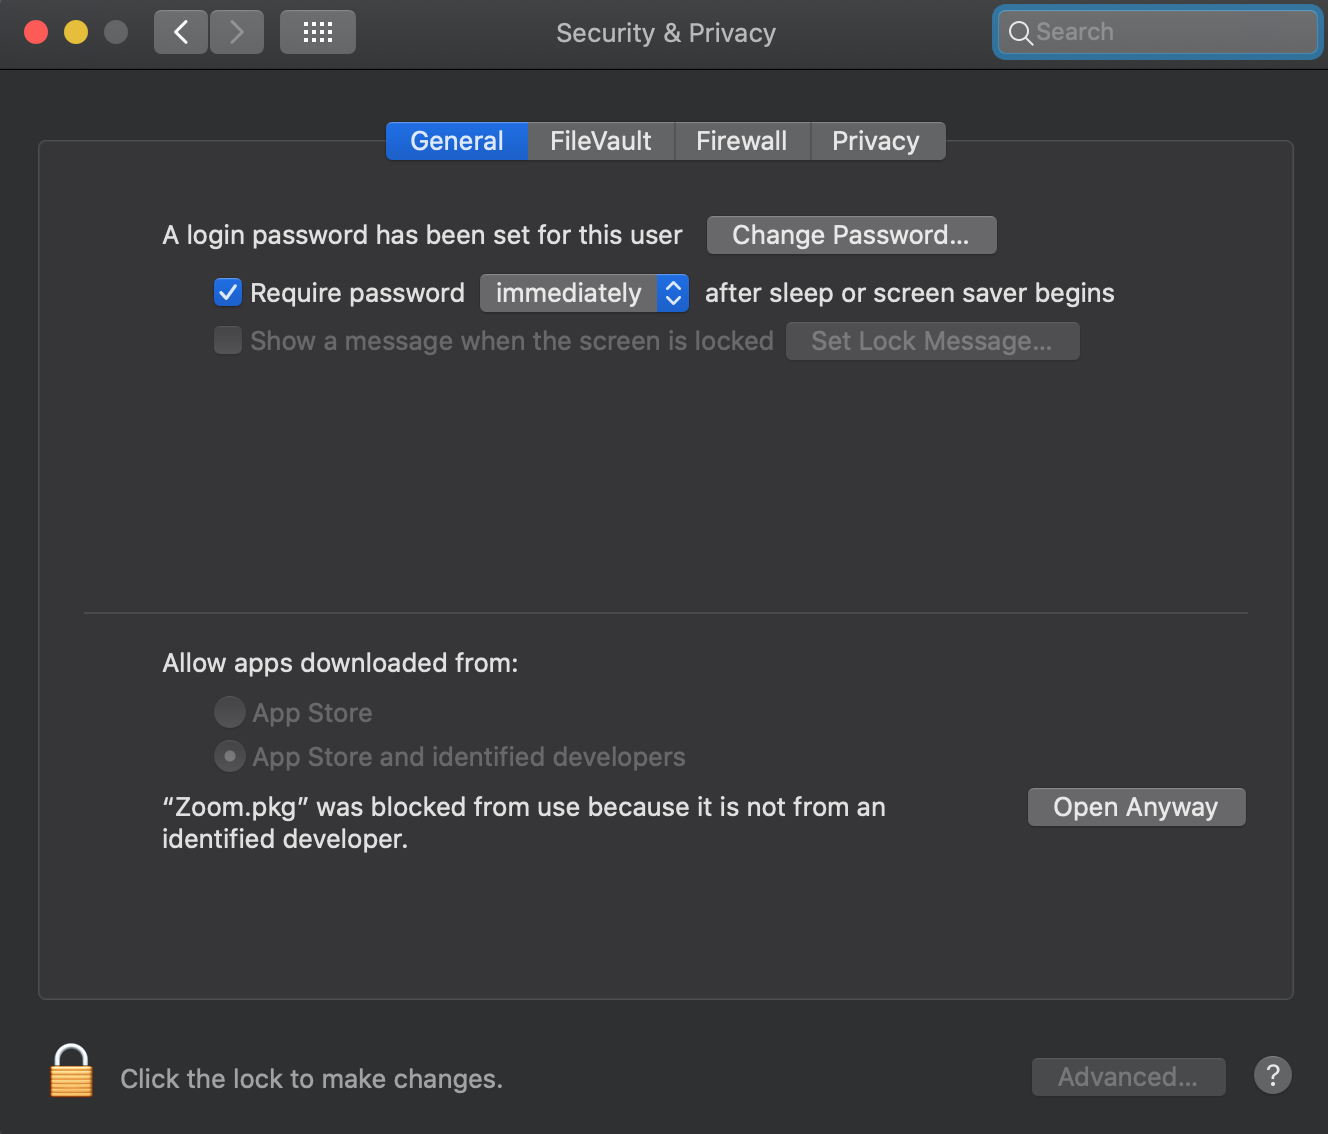 Security & Privacy
Search
General
FileVault
Firewall
Privacy
A login password has been set for this user
Change Password...
Require password immediately after sleep or screen saver begins
Show a message when the screen is locked
Set Lock Message...
Allow apps downloaded from:
App Store
App Store and identified developers
“Zoom.pkg” was blocked from use because it is not from an
identified developer.
Open Anyway
Click the lock to make changes.
Advanced...
?